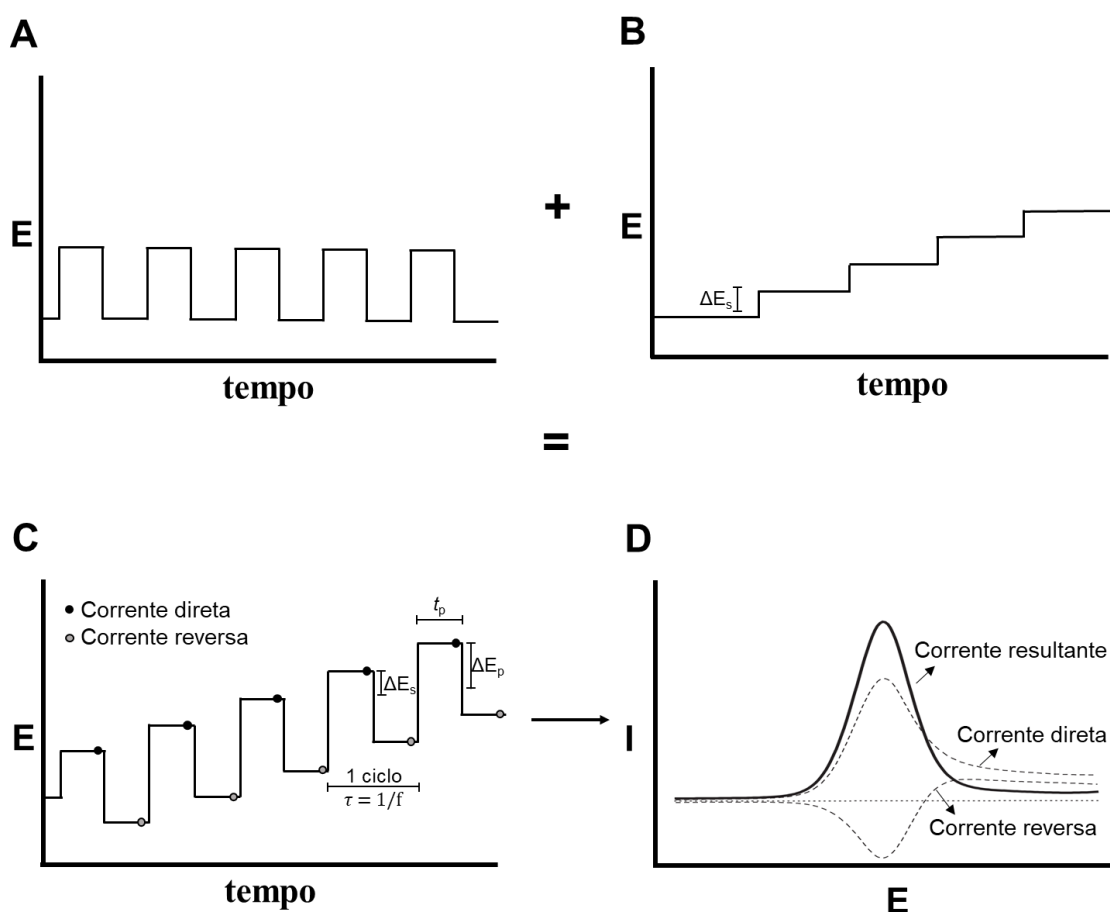 A
B
E
tempo
+
E
ΔEs
tempo
=
C
E
Corrente direta
Corrente reversa
tp
ΔEs
ΔEp
1 ciclo
τ = 1/f
tempo
D
I
Corrente resultante
Corrente direta
Corrente reversa
E